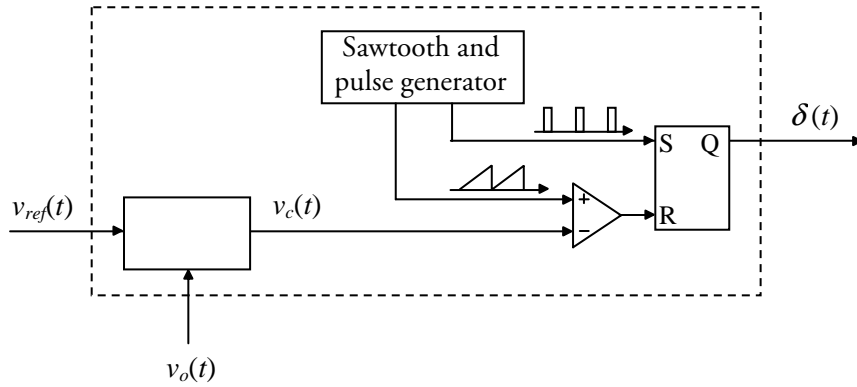 Sawtooth and
pulse generator
δ(t)
S Q
v_ref(t)
v_c(t)
+
−
R
v_o(t)